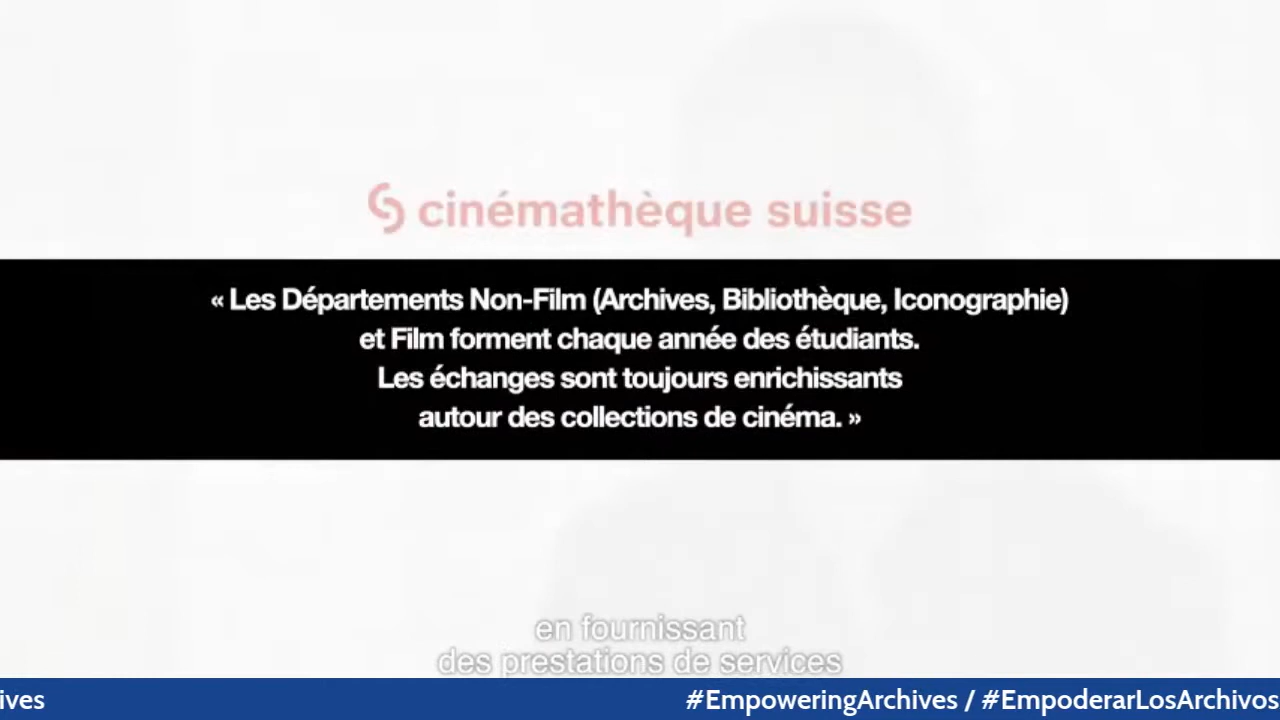 cinémathèque suisse
« Les Départements Non-Film (Archives, Bibliothèque, Iconographie)
et Film forment chaque année des étudiants.
Les échanges sont toujours enrichissants
autour des collections de cinéma. »
en fournissant
des prestations de services
ives #EmpoweringArchives / #EmpoderarLosArchivos